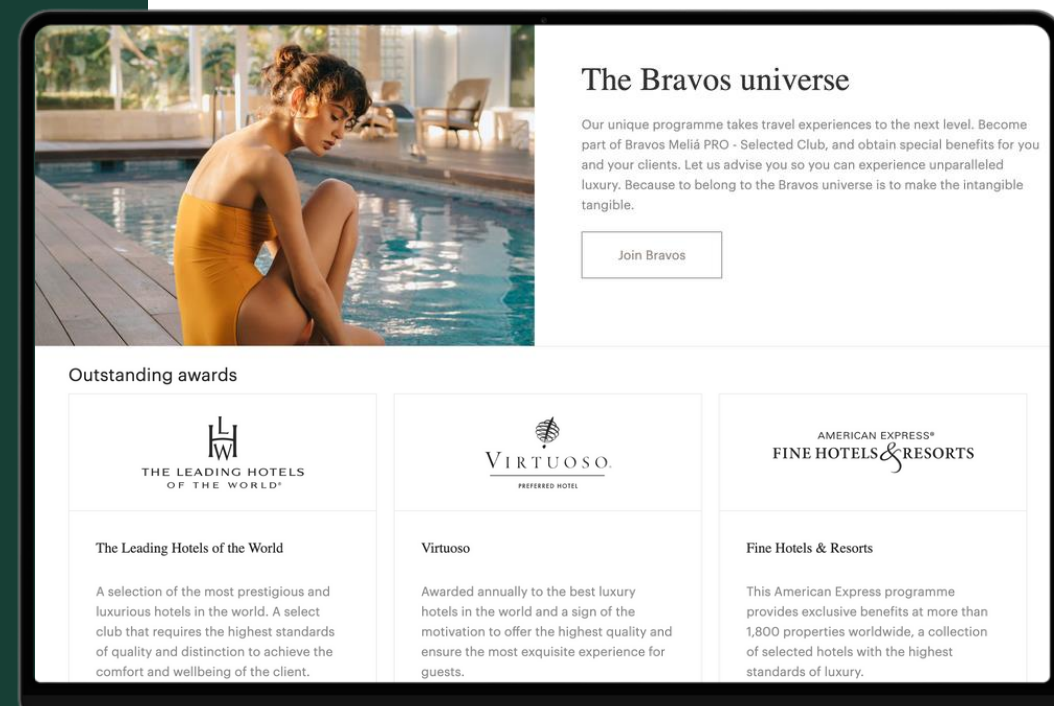 The Bravos universe
Our unique programme takes travel experiences to the next level. Become
part of Bravos Meliá PRO - Selected Club, and obtain special benefits for you
and your clients. Let us advise you so you can experience unparalleled
luxury. Because to belong to the Bravos universe is to make the intangible
tangible.
Join Bravos
Outstanding awards
LHW
THE LEADING HOTELS
OF THE WORLD®
The Leading Hotels of the World
A selection of the most prestigious and
luxurious hotels in the world. A select
club that requires the highest standards
of quality and distinction to achieve the
comfort and wellbeing of the client.
VIRTUOSO.
PREFERRED HOTEL
Virtuoso
Awarded annually to the best luxury
hotels in the world and a sign of the
motivation to offer the highest quality and
ensure the most exquisite experience for
guests.
AMERICAN EXPRESS®
FINE HOTELS & RESORTS
Fine Hotels & Resorts
This American Express programme
provides exclusive benefits at more than
1,800 properties worldwide, a collection
of selected hotels with the highest
standards of luxury.